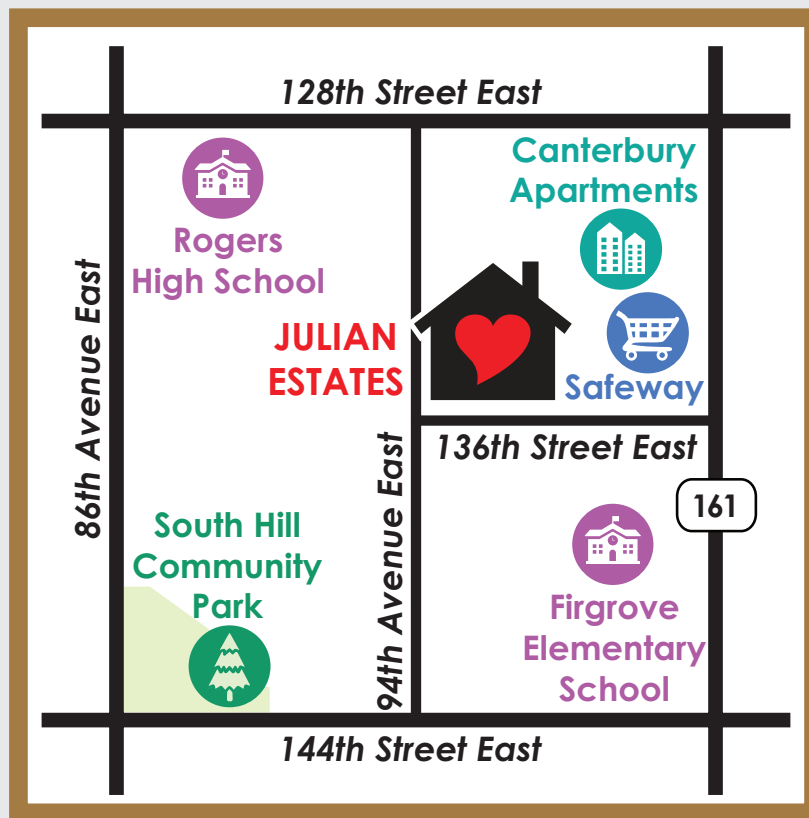 128th Street East
Canterbury
Apartments
Rogers
High School
86th Avenue East
JULIAN
ESTATES
Safeway
136th Street East
94th Avenue East
161
South Hill
Community
Park
Firgrove
Elementary
School
144th Street East